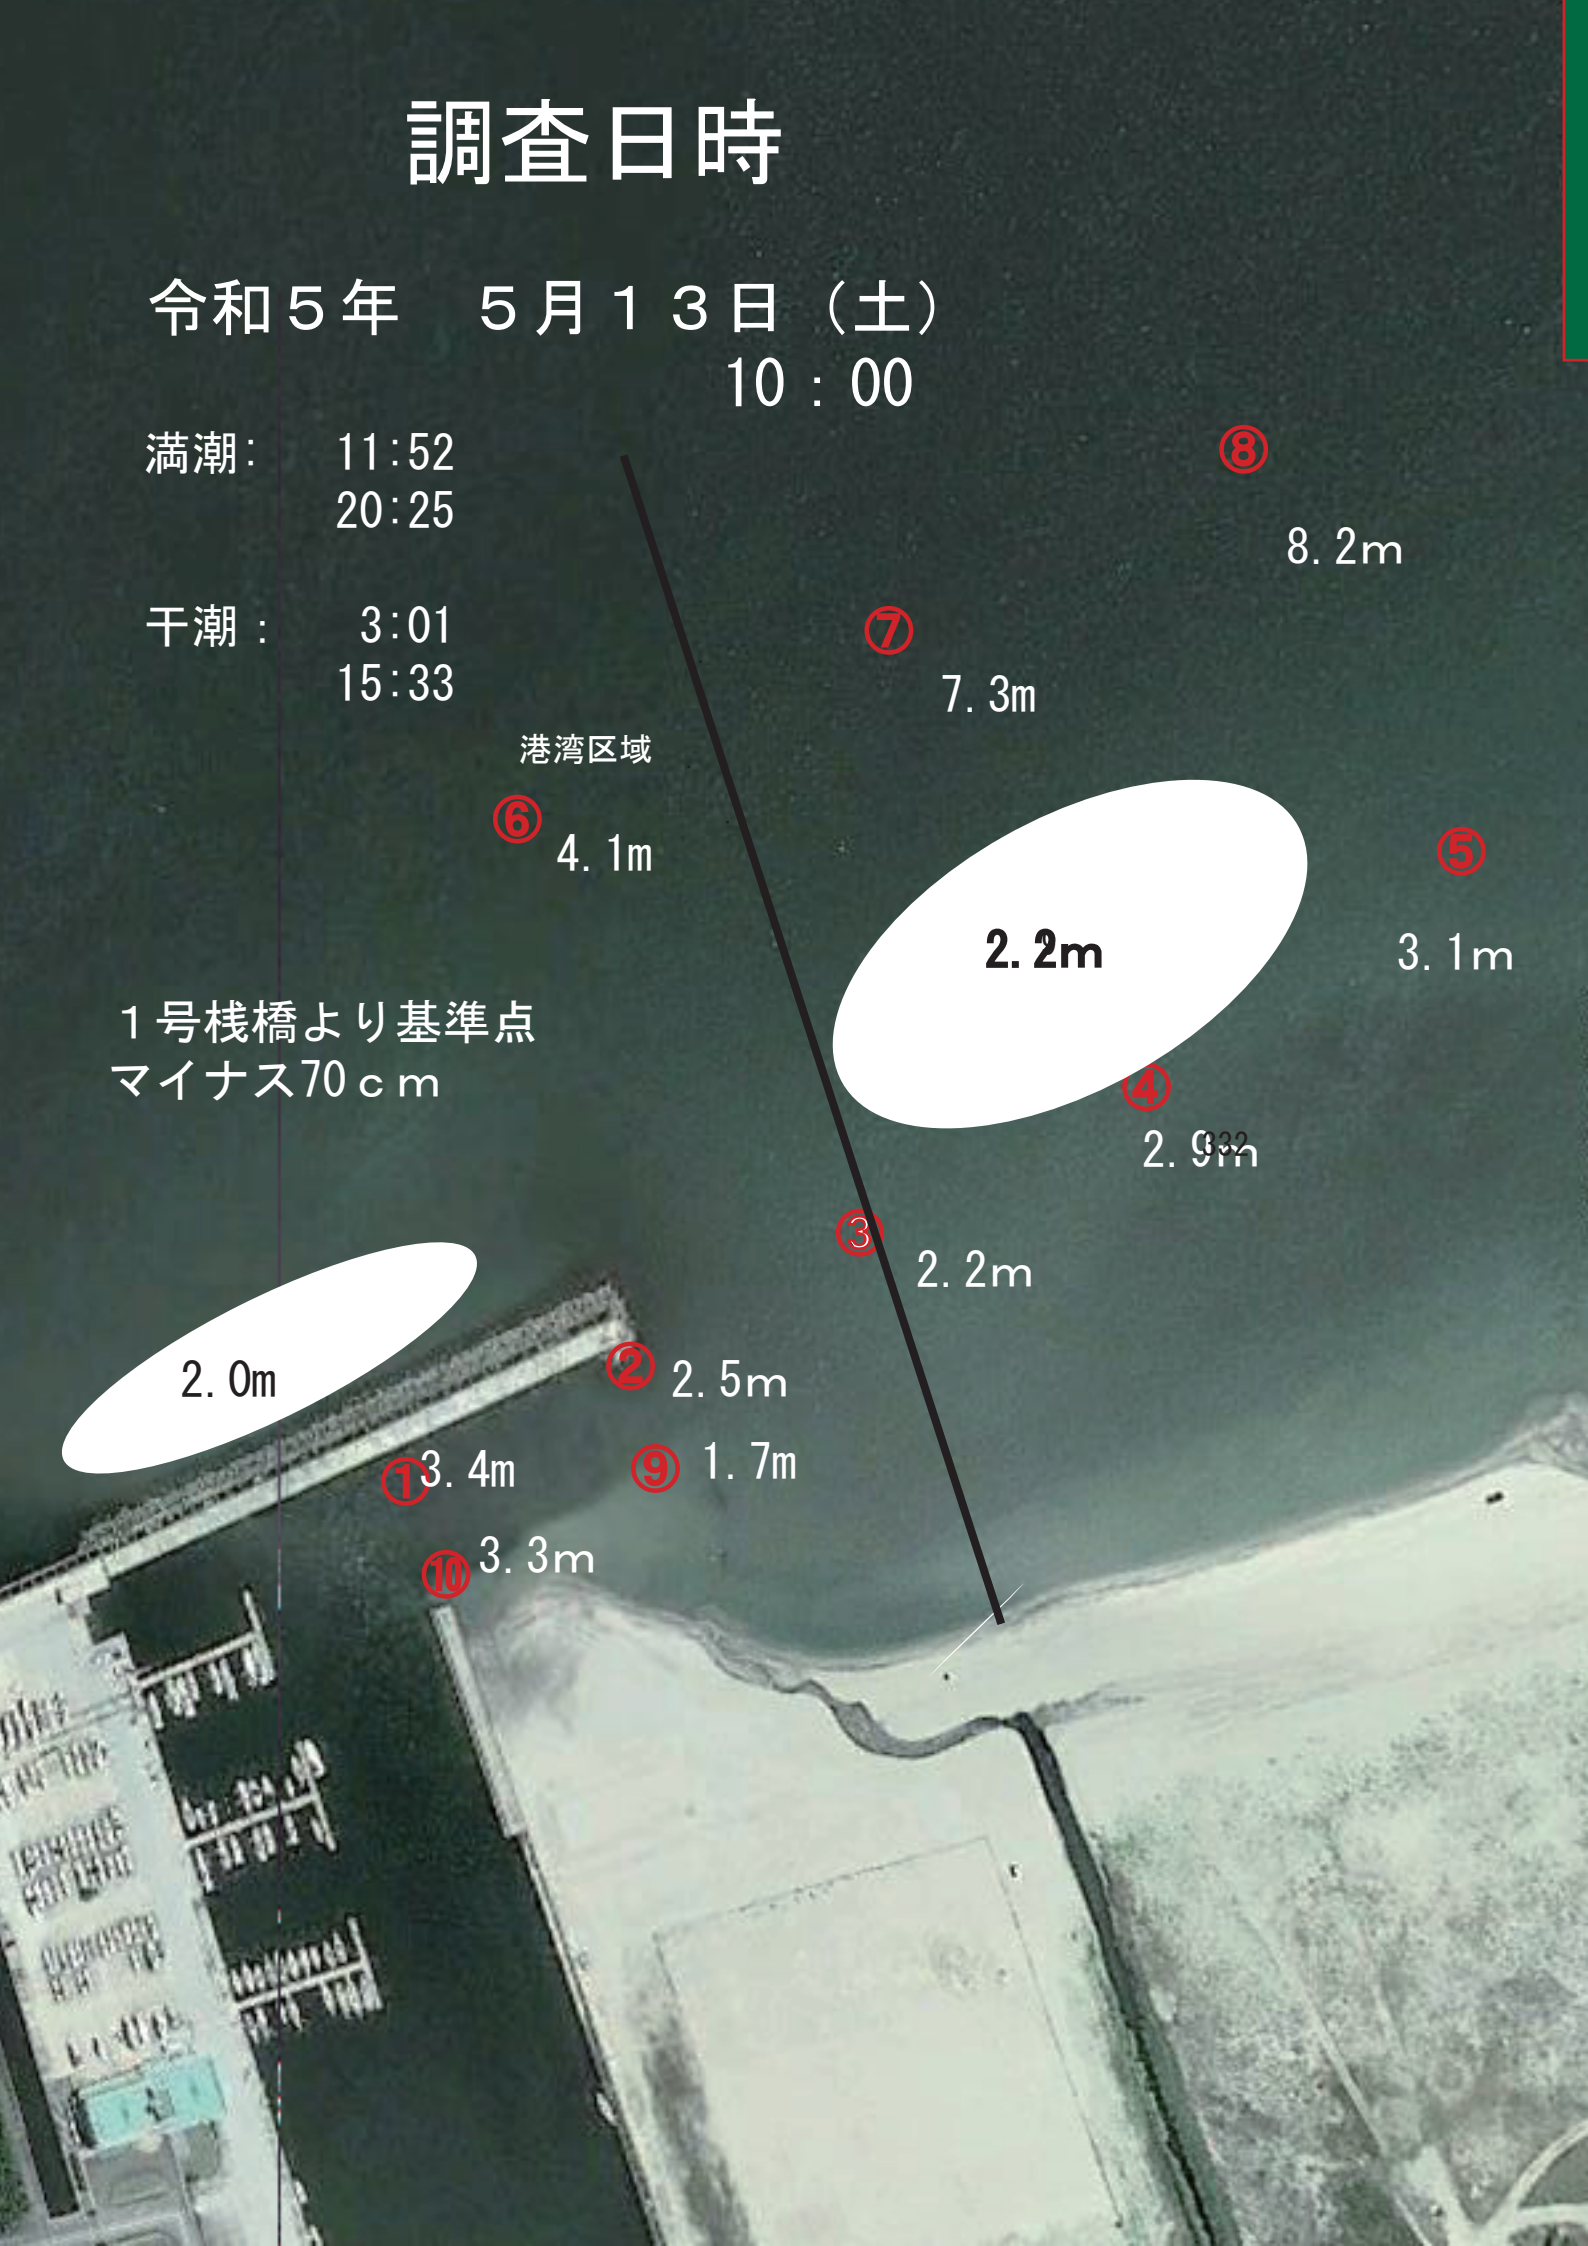 調査日時
令和５年　５月１３日（土）
10：00
満潮：　11:52
20:25
干潮：　3:01
15:33
港湾区域
⑧
8.2m
⑦
7.3m
⑥
4.1m
⑤
3.1m
2.2m
１号桟橋より基準点
マイナス70ｃｍ
④
2.9m
332
③
2.2m
2.0m
②
2.5m
①
3.4m
⑨
1.7m
⑩
3.3m